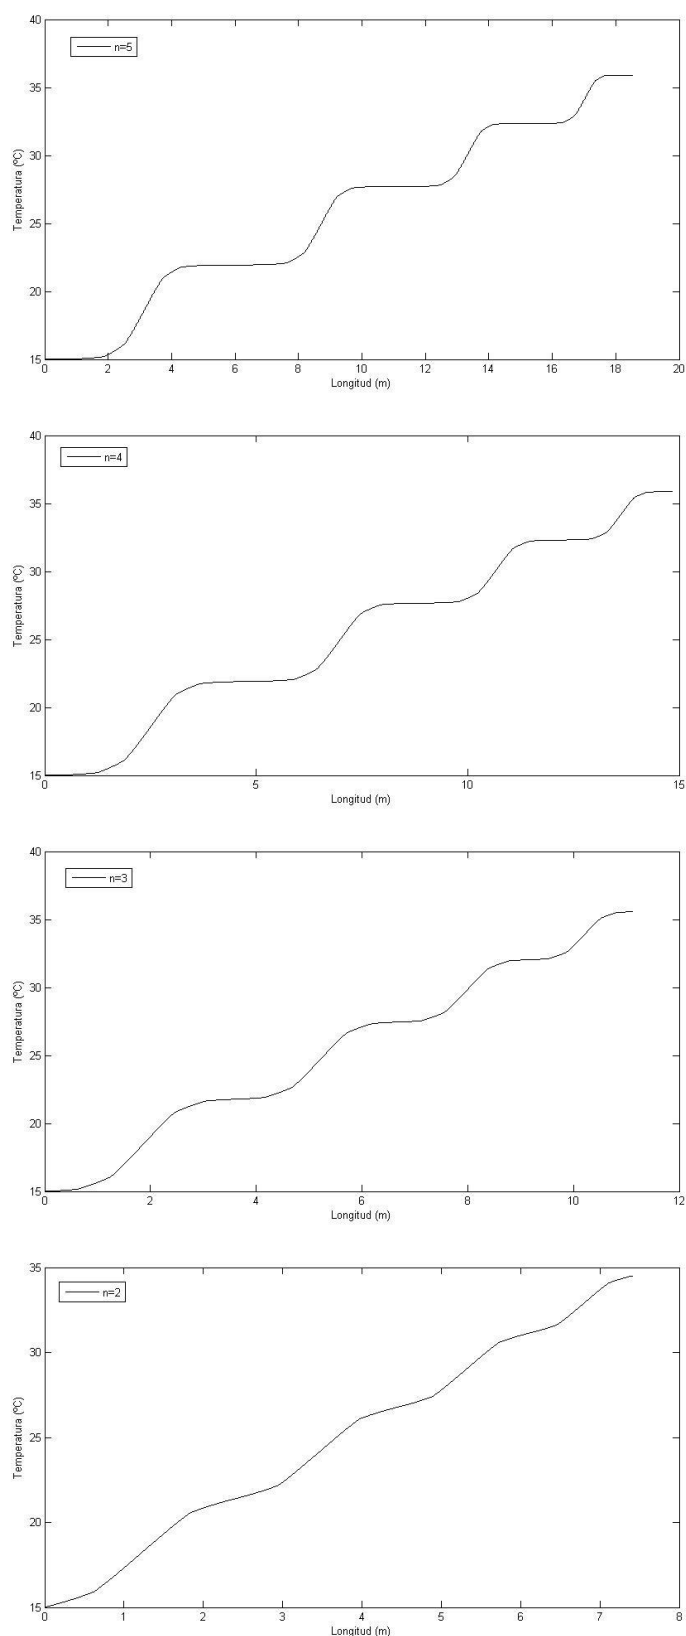 40
n=5
35
30
Temperatura (ºC)
25
20
15
0 2 4 6 8 10 12 14 16 18 20
Longitud (m)
40
n=4
35
30
Temperatura (ºC)
25
20
15
0 5 10 15
Longitud (m)
40
n=3
35
30
Temperatura (ºC)
25
20
15
0 2 4 6 8 10 12
Longitud (m)
35
n=2
30
Temperatura (ºC)
25
20
15
0 1 2 3 4 5 6 7 8
Longitud (m)